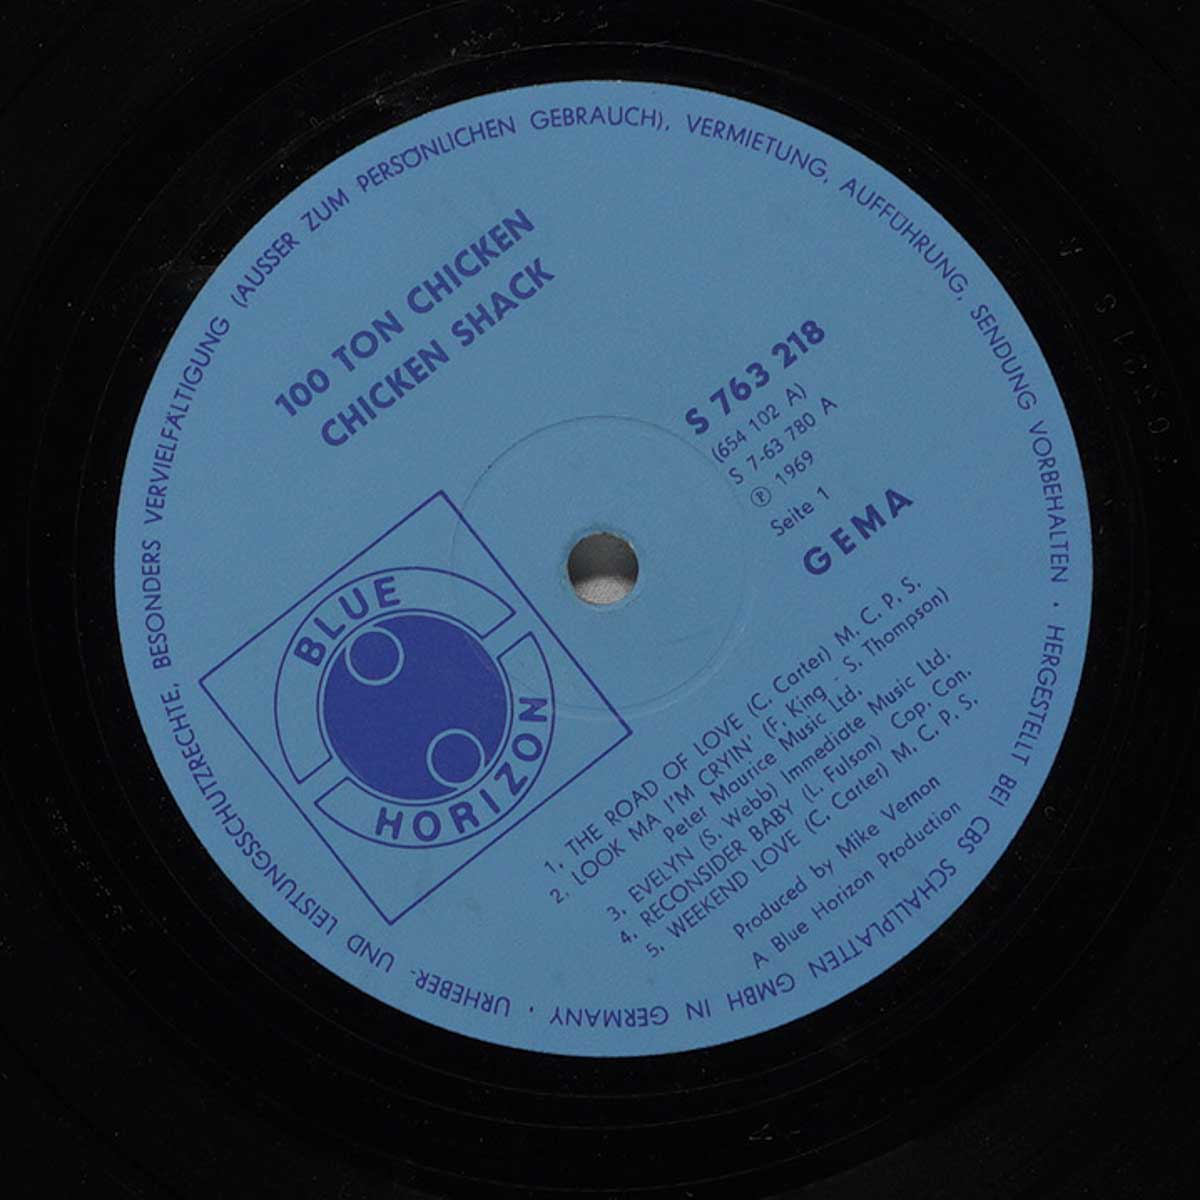 100 TON CHICKEN
CHICKEN SHACK
S 763 218
(654 102 A)
S 7-63 780 A
℗ 1969
Seite 1
GEMA
BLUE
HORIZON
1. THE ROAD OF LOVE (C. Carter) M. C. P. S.
2. LOOK MA I'M CRYIN' (F. King - S. Thompson)
Peter Maurice Music Ltd.
3. EVELYN (S. Webb) Immediate Music Ltd.
4. RECONSIDER BABY (L. Fulson) Cop. Con.
5. WEEKEND LOVE (C. Carter) M. C. P. S.
Produced by Mike Vernon
A Blue Horizon Production
URHEBER- UND LEISTUNGSSCHUTZRECHTE, BESONDERS VERVIELFÄLTIGUNG (AUSSER ZUM PERSÖNLICHEN GEBRAUCH), VERMIETUNG, AUFFÜHRUNG, SENDUNG VORBEHALTEN · HERGESTELLT BEI CBS SCHALLPLATTEN GMBH IN GERMANY ·